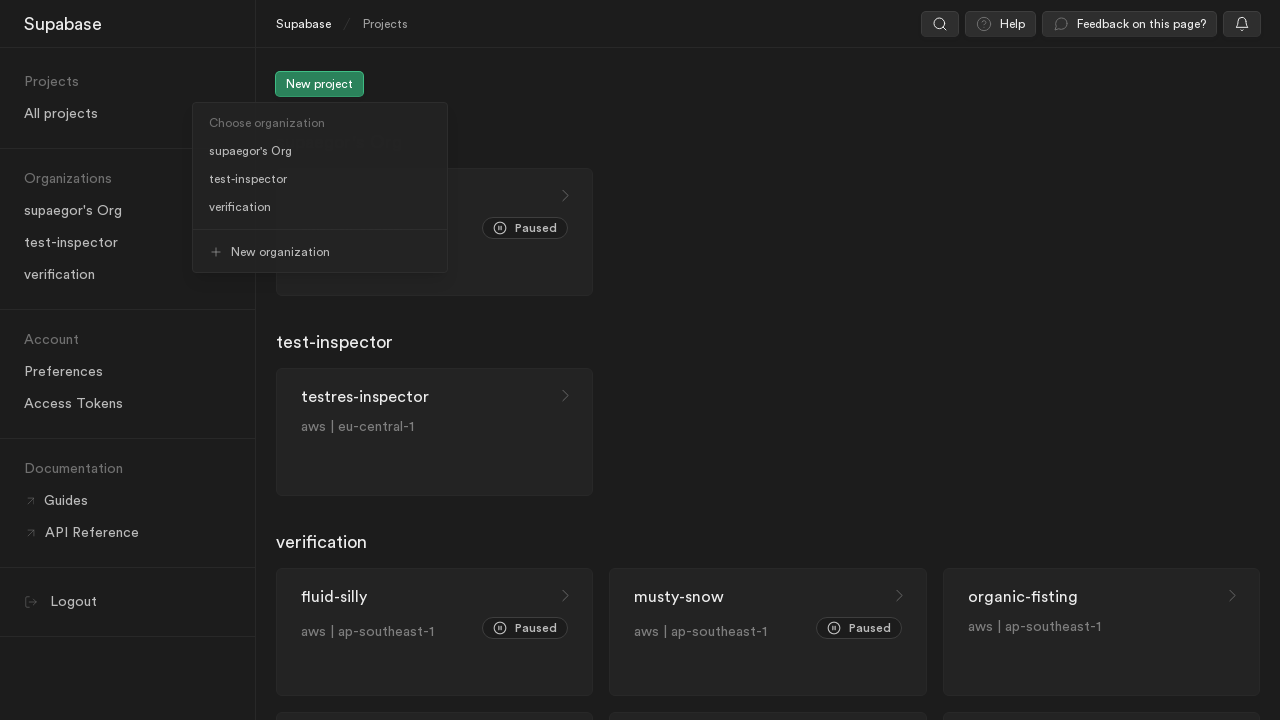 Supabase
Projects
All projects
Organizations
supaegor's Org
test-inspector
verification
Account
Preferences
Access Tokens
Documentation
Guides
API Reference
Logout
Supabase / Projects
Help
Feedback on this page?
New project
Choose organization
supaegor's Org
test-inspector
verification
New organization
Paused
test-inspector
testres-inspector
aws | eu-central-1
verification
fluid-silly
aws | ap-southeast-1
Paused
musty-snow
aws | ap-southeast-1
Paused
organic-fisting
aws | ap-southeast-1